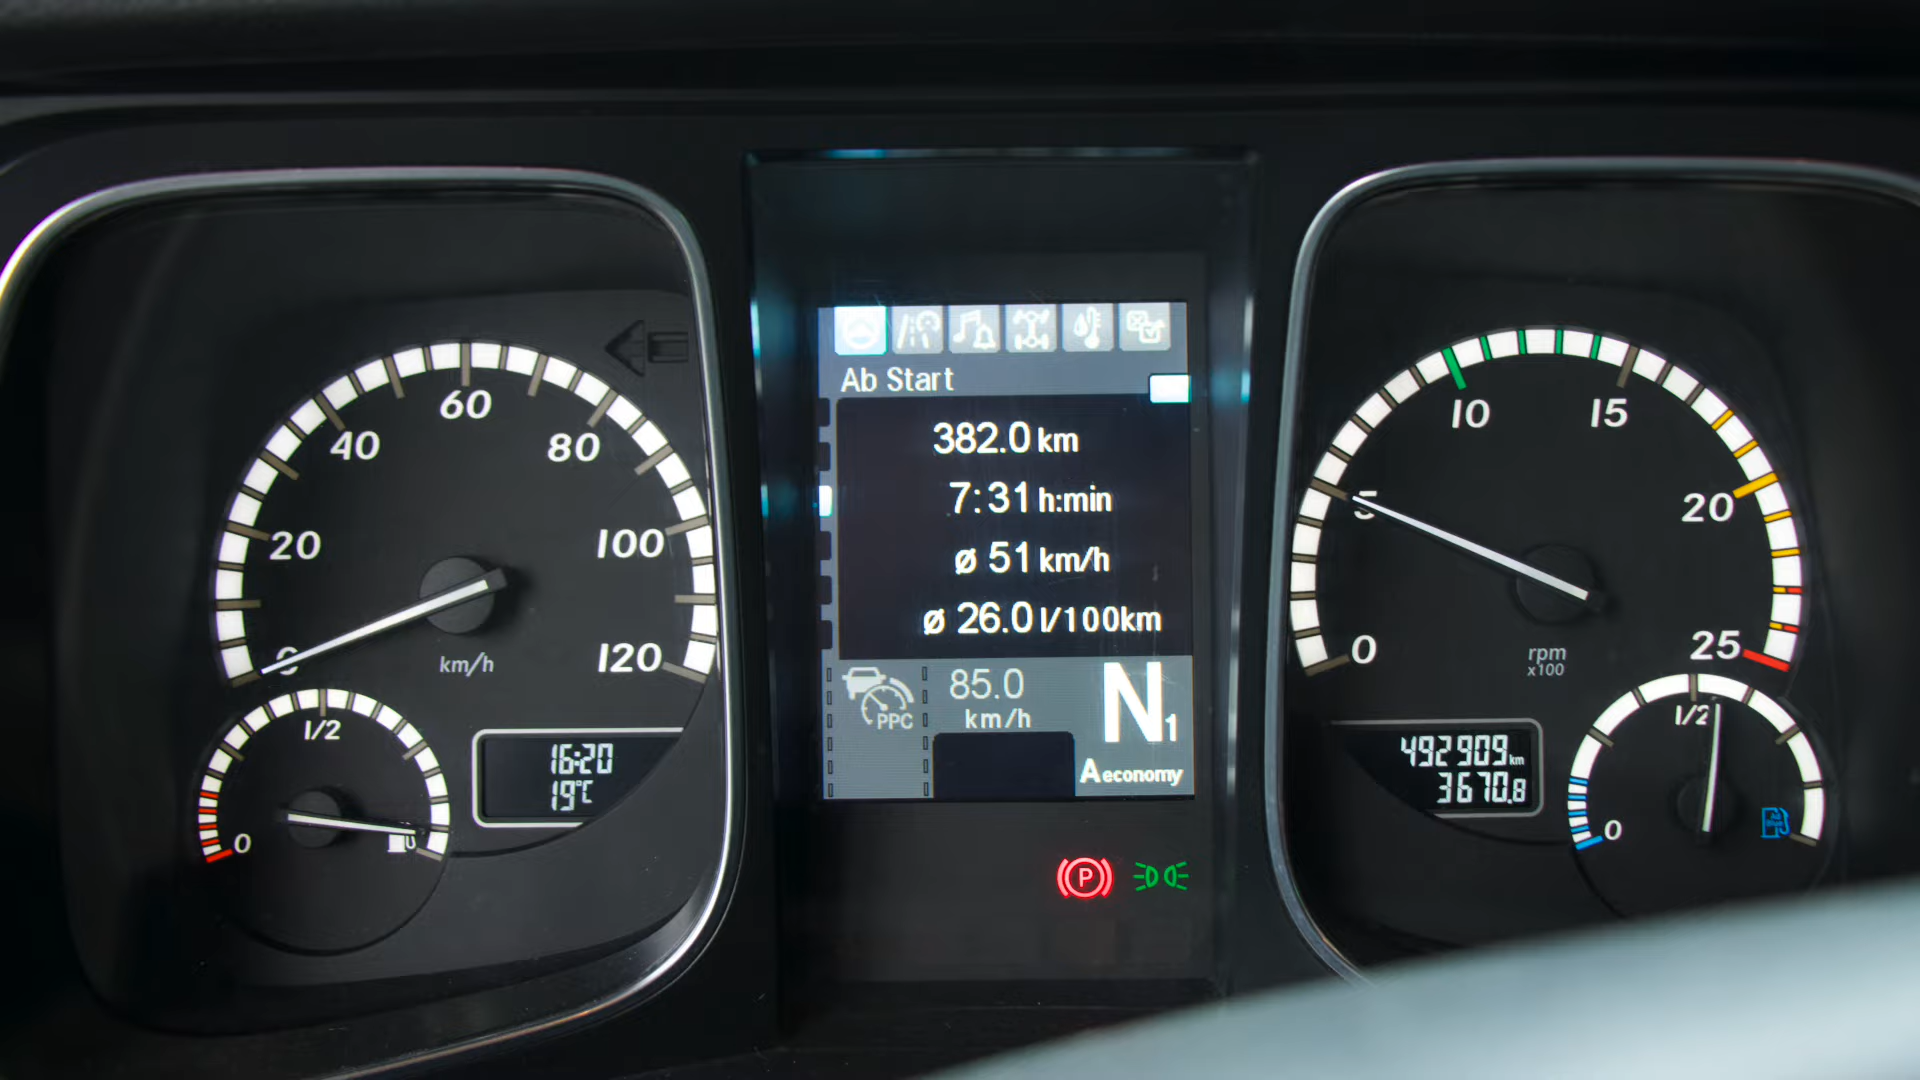 60
40
80
20
100
0
120
km/h
1/2
0
16:20
19°C
Ab Start
382.0 km
7:31 h:min
ø 51 km/h
ø 26.0 l/100km
PPC
85.0
km/h
N1
A economy
P
10
15
5
20
0
25
rpm
x100
492909 km
3670.8
1/2
0